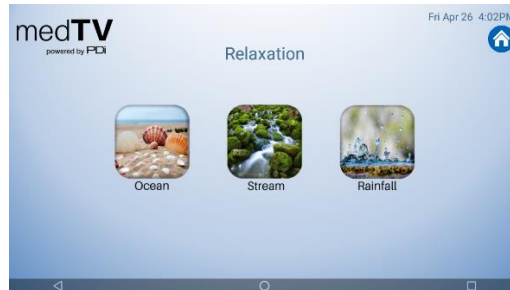 medTV
powered by PDi
Fri Apr 26 4:02PM
Relaxation
Ocean
Stream
Rainfall